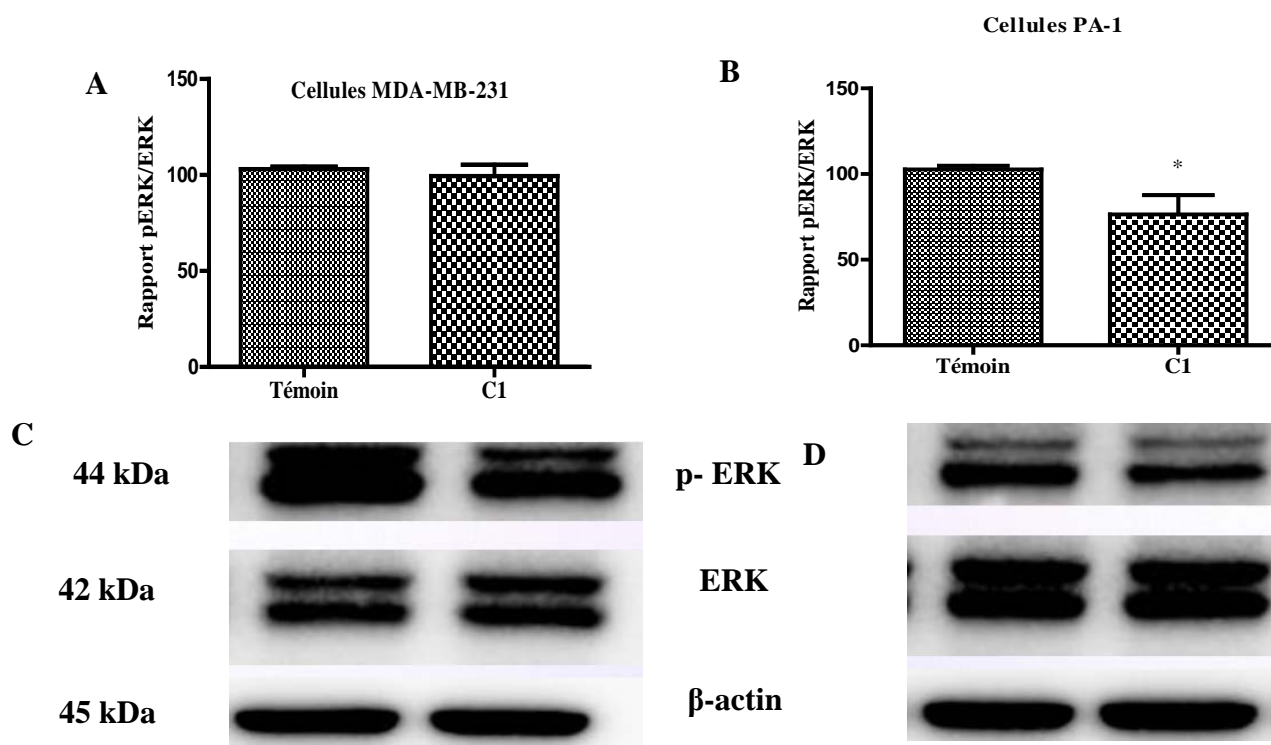 Cellules PA-1
A
B
Cellules MDA-MB-231
Rapport pERK/ERK
150
100
50
0
Témoin
C1
Rapport pERK/ERK
150
100
50
0
*
Témoin
C1
C
D
44 kDa
p- ERK
42 kDa
ERK
45 kDa
β-actin